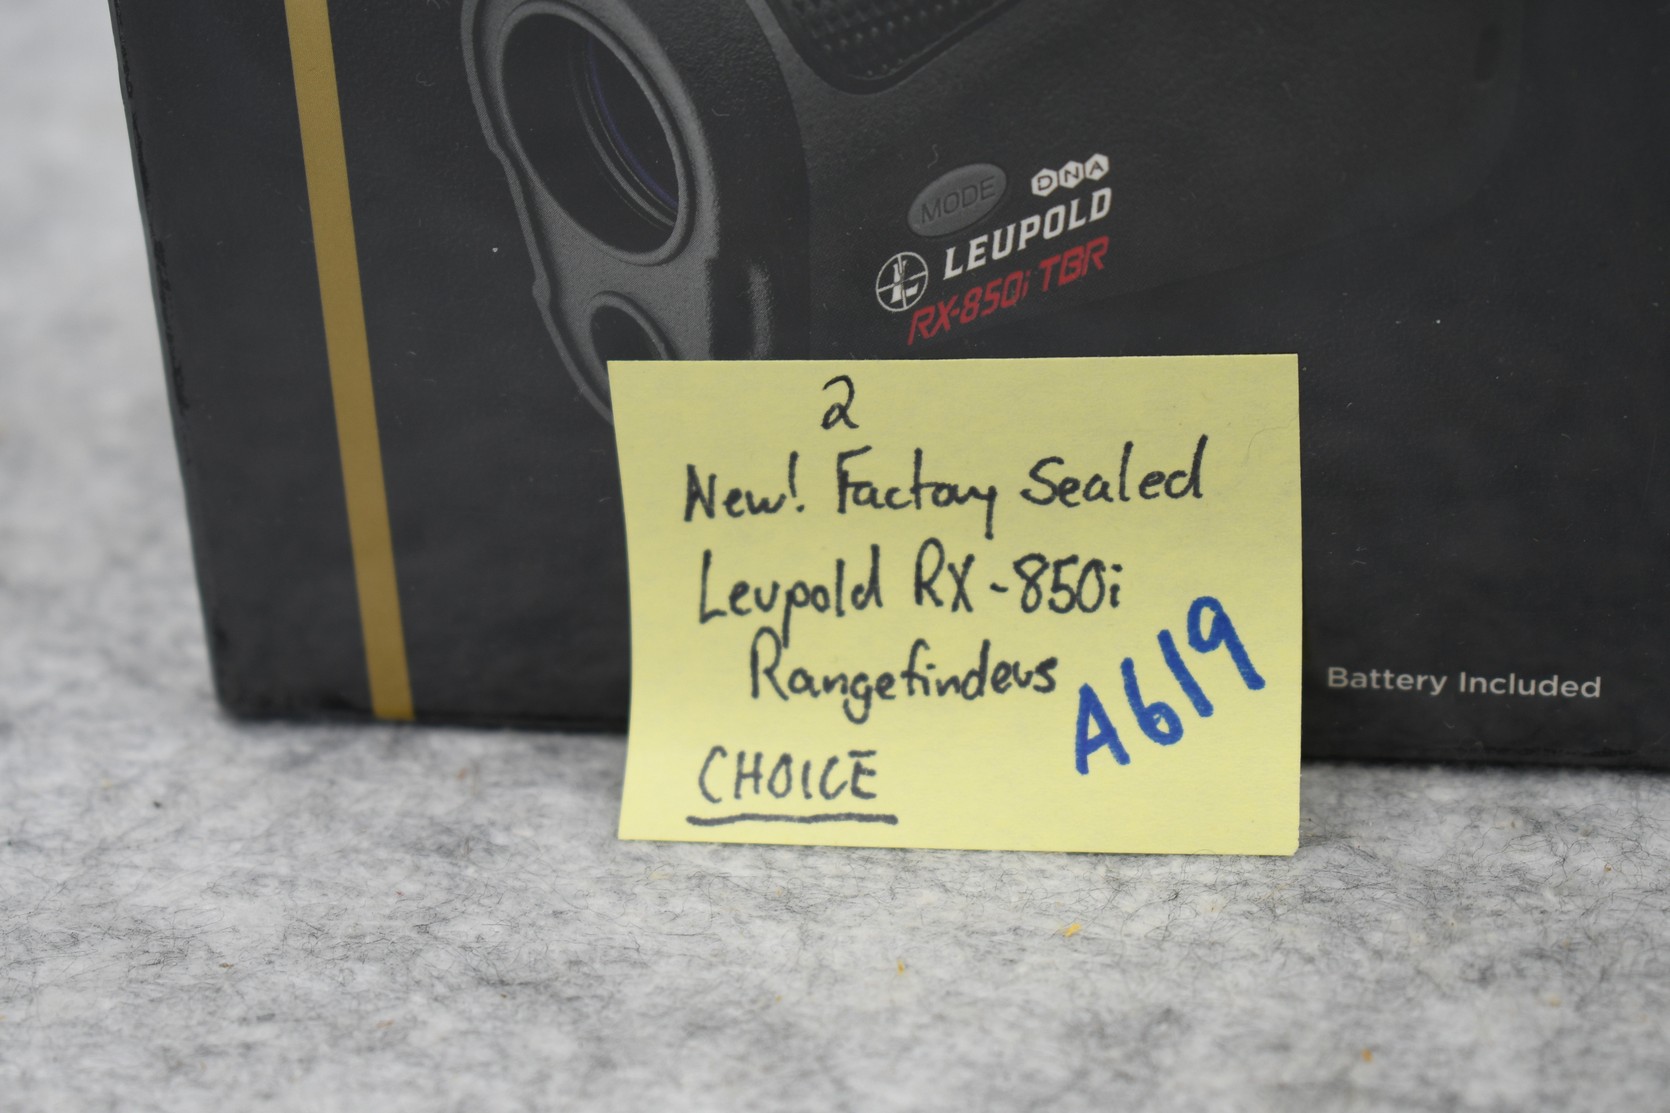 MODE
DNA
LEUPOLD
RX-850i TBR
2
New! Factory Sealed
Leupold RX-850i
Rangefinders
A619
CHOICE
Battery Included